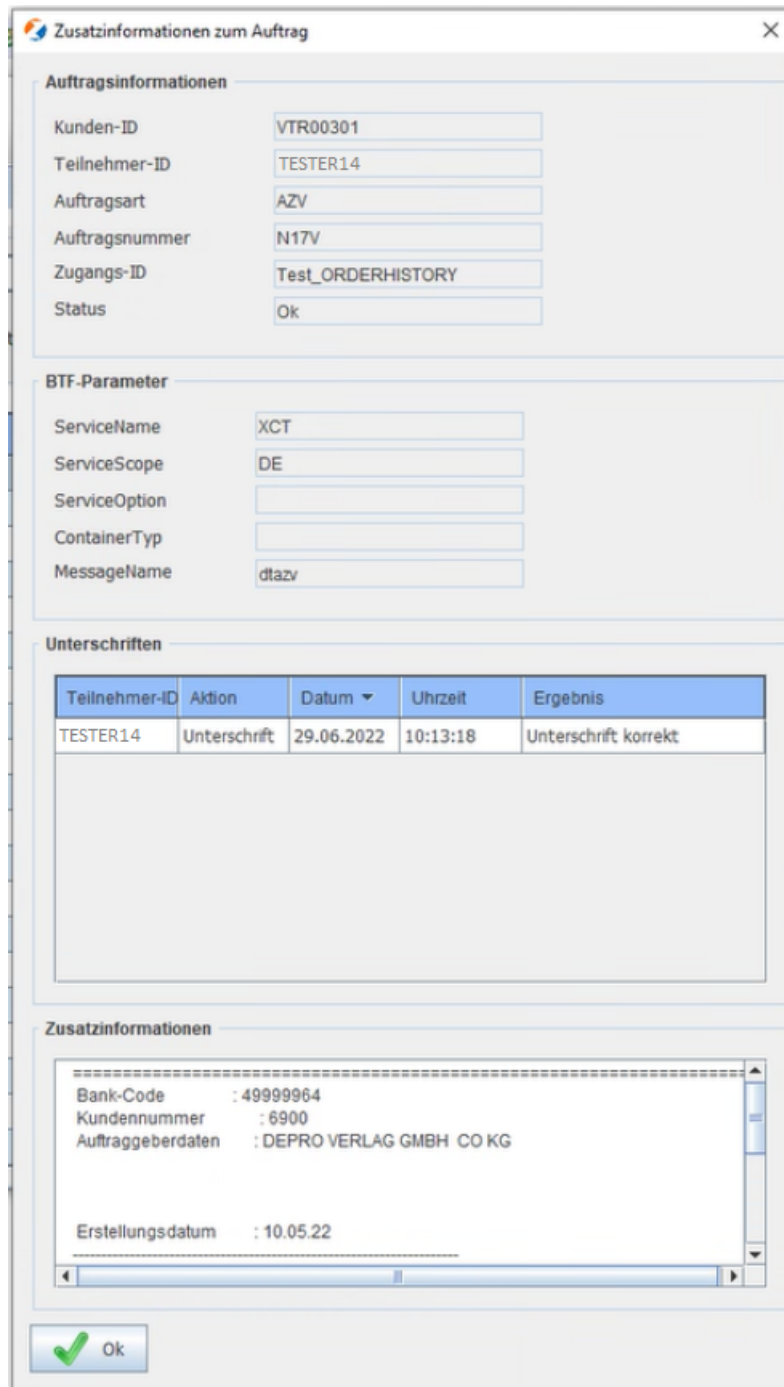 Zusatzinformationen zum Auftrag
Auftragsinformationen
Kunden-ID VTR00301
Teilnehmer-ID TESTER14
Auftragsart AZV
Auftragsnummer N17V
Zugangs-ID Test_ORDERHISTORY
Status Ok
BTF-Parameter
ServiceName XCT
ServiceScope DE
ServiceOption
ContainerTyp
MessageName dtazv
Unterschriften
Teilnehmer-ID Aktion Datum Uhrzeit Ergebnis
TESTER14 Unterschrift 29.06.2022 10:13:18 Unterschrift korrekt
Zusatzinformationen
Bank-Code : 49999964
Kundennummer : 6900
Auftraggeberdaten : DEPRO VERLAG GMBH CO KG
Erstellungsdatum : 10.05.22
Ok